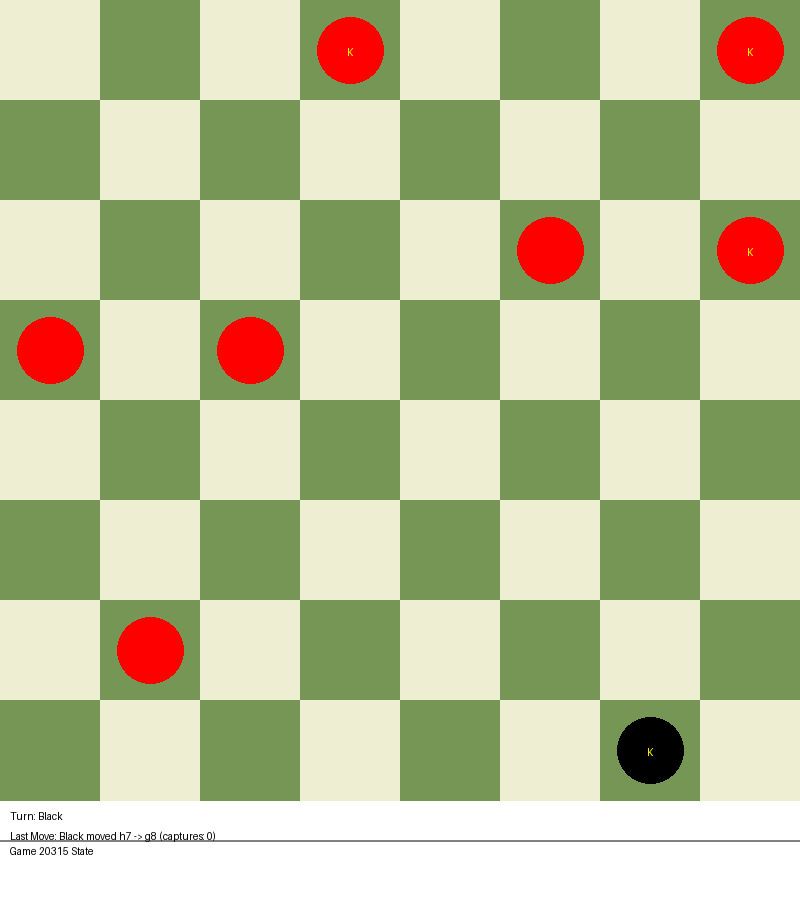 K K
K
K
Turn: Black
Last Move: Black moved h7 -> g8 (captures: 0)
Game 20315 State